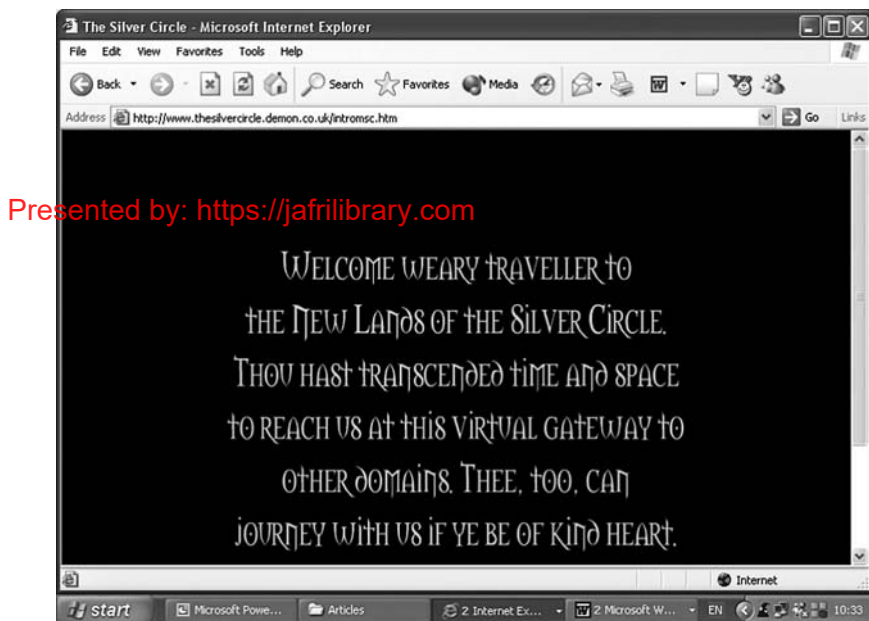 The Silver Circle - Microsoft Internet Explorer
File Edit View Favorites Tools Help
Back Search Favorites Media
Address http://www.thesilvercircle.demon.co.uk/intromsc.htm Go Links
Presented by: https://jafrilibrary.com
Welcome weary traveller to
the New Lands of the Silver Circle.
Thou hast transcended time and space
to reach us at this virtual gateway to
other domains. Thee, too, can
journey with us if ye be of kind heart.
Internet
start Microsoft Powe... Articles 2 Internet Ex... 2 Microsoft W... EN 10:33